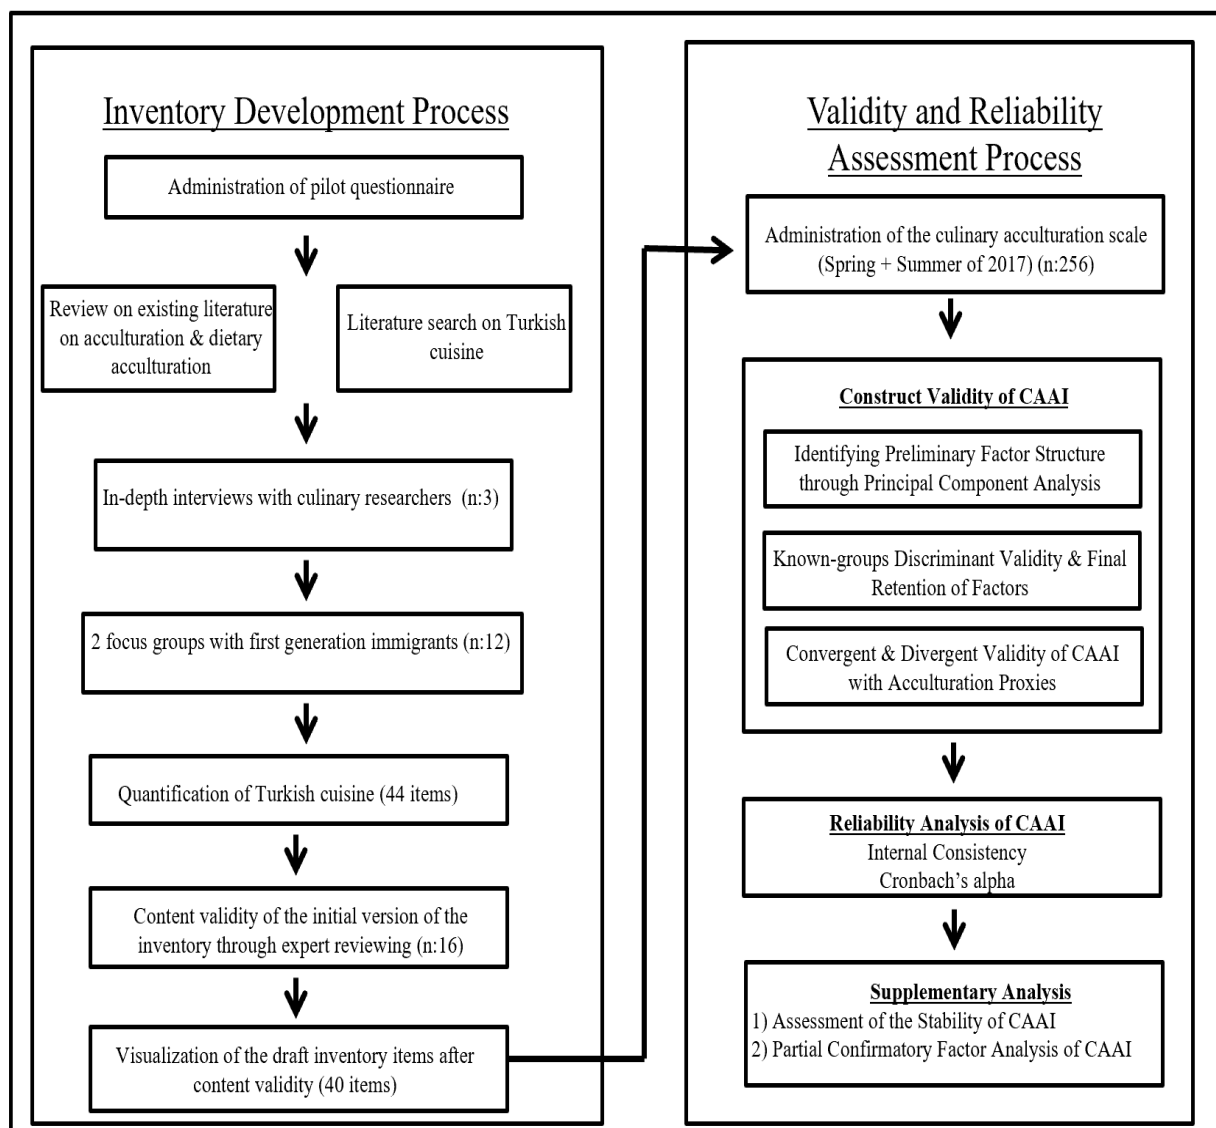 Inventory Development Process
Administration of pilot questionnaire
Review on existing literature
on acculturation & dietary
acculturation
Literature search on Turkish
cuisine
In-depth interviews with culinary researchers (n:3)
2 focus groups with first generation immigrants (n:12)
Quantification of Turkish cuisine (44 items)
Content validity of the initial version of the
inventory through expert reviewing (n:16)
Visualization of the draft inventory items after
content validity (40 items)
Validity and Reliability
Assessment Process
Administration of the culinary acculturation scale
(Spring + Summer of 2017) (n:256)
Construct Validity of CAAI
Identifying Preliminary Factor Structure
through Principal Component Analysis
Known-groups Discriminant Validity & Final
Retention of Factors
Convergent & Divergent Validity of CAAI
with Acculturation Proxies
Reliability Analysis of CAAI
Internal Consistency
Cronbach’s alpha
Supplementary Analysis
1) Assessment of the Stability of CAAI
2) Partial Confirmatory Factor Analysis of CAAI